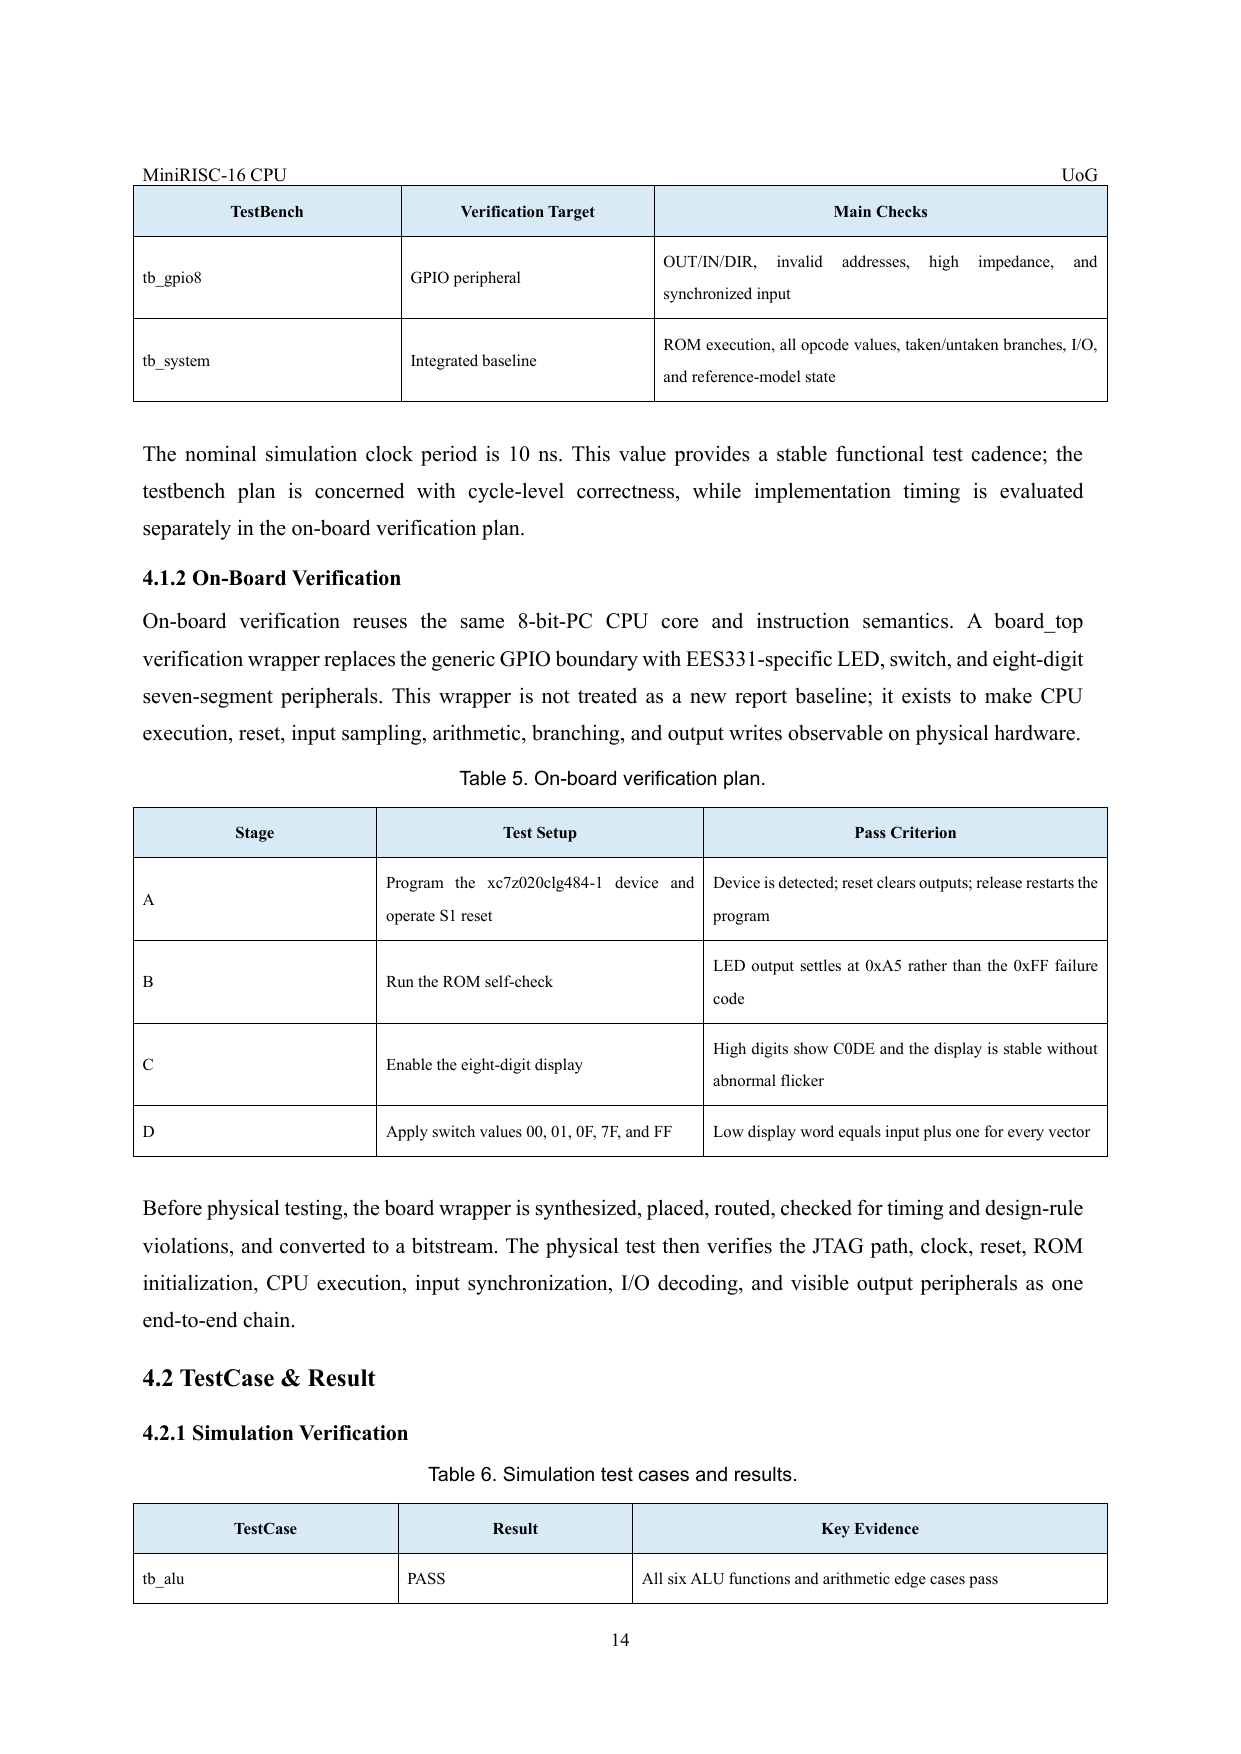 MiniRISC-16 CPU UoG
TestBench Verification Target Main Checks
tb_gpio8 GPIO peripheral OUT/IN/DIR, invalid addresses, high impedance, and
synchronized input
tb_system Integrated baseline ROM execution, all opcode values, taken/untaken branches, I/O,
and reference-model state
The nominal simulation clock period is 10 ns. This value provides a stable functional test cadence; the
testbench plan is concerned with cycle-level correctness, while implementation timing is evaluated
separately in the on-board verification plan.
4.1.2 On-Board Verification
On-board verification reuses the same 8-bit-PC CPU core and instruction semantics. A board_top
verification wrapper replaces the generic GPIO boundary with EES331-specific LED, switch, and eight-digit
seven-segment peripherals. This wrapper is not treated as a new report baseline; it exists to make CPU
execution, reset, input sampling, arithmetic, branching, and output writes observable on physical hardware.
Table 5. On-board verification plan.
Stage Test Setup Pass Criterion
A Program the xc7z020clg484-1 device and operate S1 reset Device is detected; reset clears outputs; release restarts the program
B Run the ROM self-check LED output settles at 0xA5 rather than the 0xFF failure
code
C Enable the eight-digit display High digits show C0DE and the display is stable without
abnormal flicker
D Apply switch values 00, 01, 0F, 7F, and FF Low display word equals input plus one for every vector
Before physical testing, the board wrapper is synthesized, placed, routed, checked for timing and design-rule
violations, and converted to a bitstream. The physical test then verifies the JTAG path, clock, reset, ROM
initialization, CPU execution, input synchronization, I/O decoding, and visible output peripherals as one
end-to-end chain.
4.2 TestCase & Result
4.2.1 Simulation Verification
Table 6. Simulation test cases and results.
TestCase Result Key Evidence
tb_alu PASS All six ALU functions and arithmetic edge cases pass
14